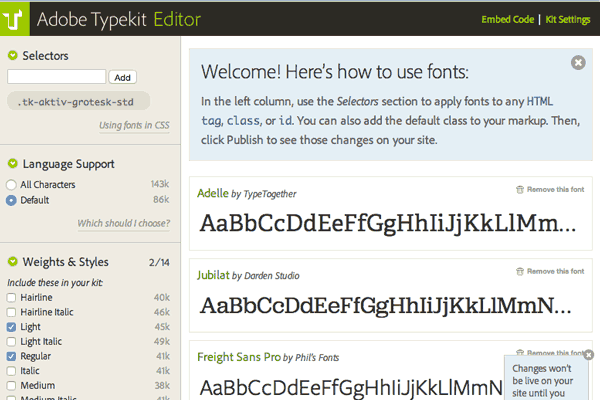 Adobe Typekit Editor
Embed Code | Kit Settings
Selectors
Add
.tk-aktiv-grotesk-std
Using fonts in CSS
Language Support
All Characters 143k
Default 86k
Which should I choose?
Weights & Styles 2/14
Include these in your kit:
Hairline 40k
Hairline Italic 46k
Light 45k
Light Italic 49k
Regular 41k
Italic 41k
Medium 38k
Medium Italic 41k
Welcome! Here's how to use fonts:
In the left column, use the Selectors section to apply fonts to any HTML
tag, class, or id. You can also add the default class to your markup. Then,
click Publish to see those changes on your site.
Adelle by TypeTogether
Remove this font
AaBbCcDdEeFfGgHhIiJjKkLlMm...
Jubilat by Darden Studio
Remove this font
AaBbCcDdEeFfGgHhIiJjKkLlMmN...
Freight Sans Pro by Phil's Fonts
Remove this font
AaBbCcDdEeFfGgHhIiJjKkLlMmN
Changes won't
be live on your
site until you